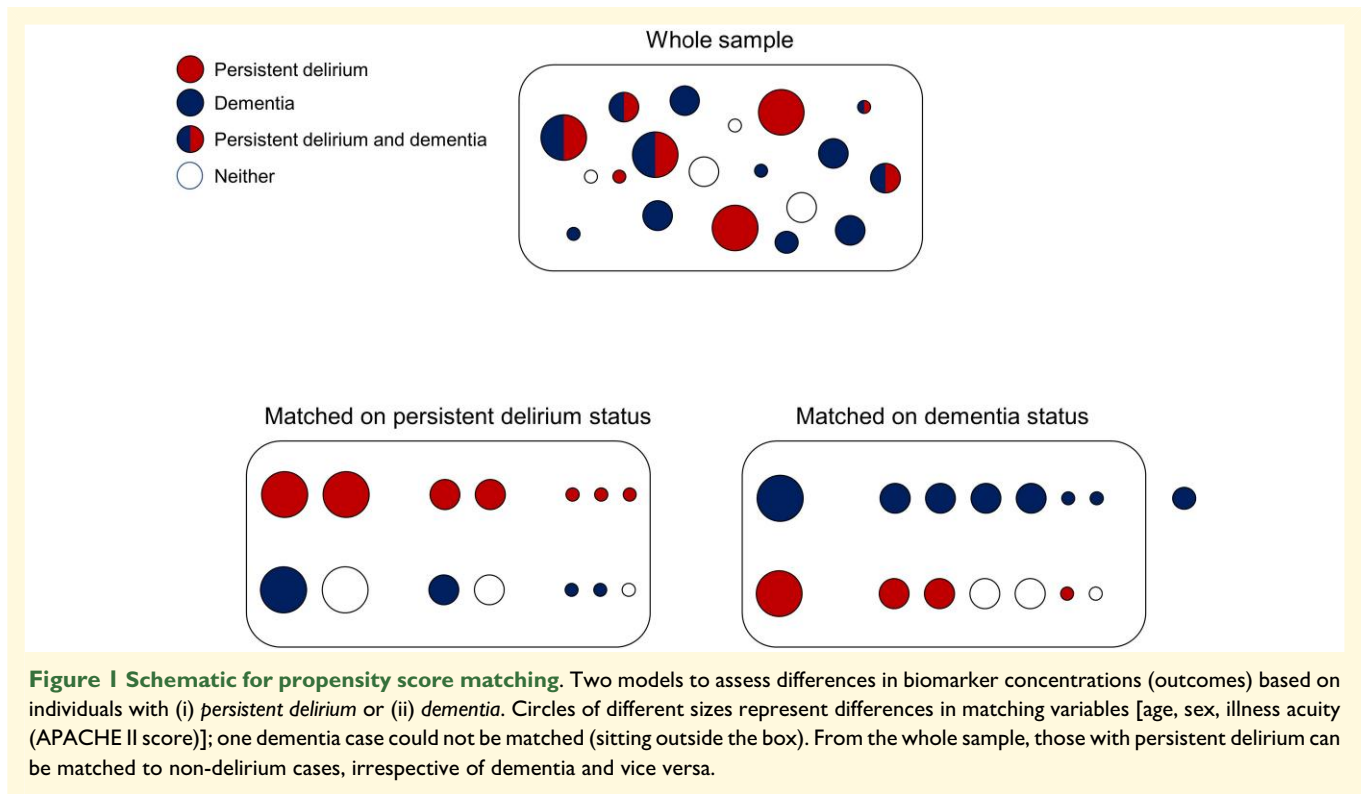 Whole sample
Persistent delirium
Dementia
Persistent delirium and dementia
Neither
Matched on persistent delirium status
Matched on dementia status
Figure 1 Schematic for propensity score matching. Two models to assess differences in biomarker concentrations (outcomes) based on
individuals with (i) persistent delirium or (ii) dementia. Circles of different sizes represent differences in matching variables [age, sex, illness acuity
(APACHE II score)]; one dementia case could not be matched (sitting outside the box). From the whole sample, those with persistent delirium can
be matched to non-delirium cases, irrespective of dementia and vice versa.